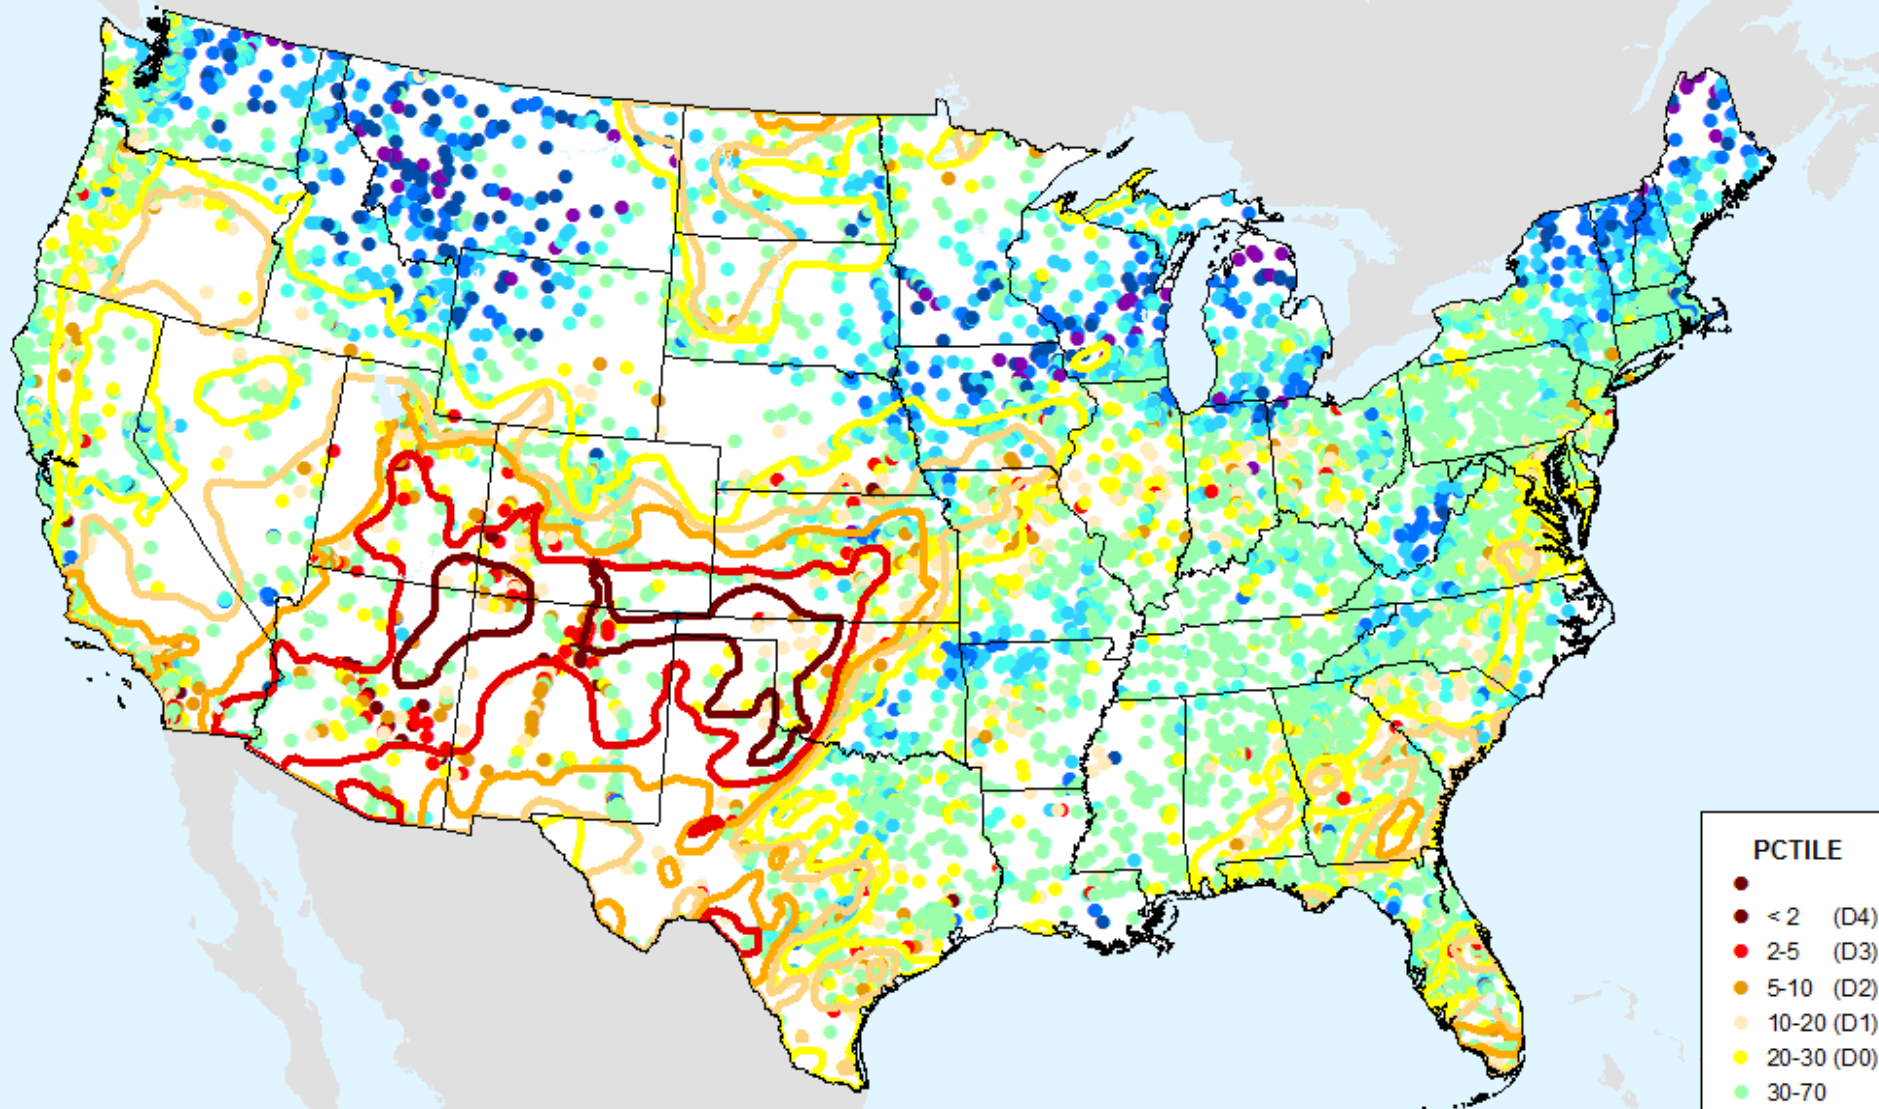 PCTILE
< 2 (D4)
2-5 (D3)
5-10 (D2)
10-20 (D1)
20-30 (D0)
30-70